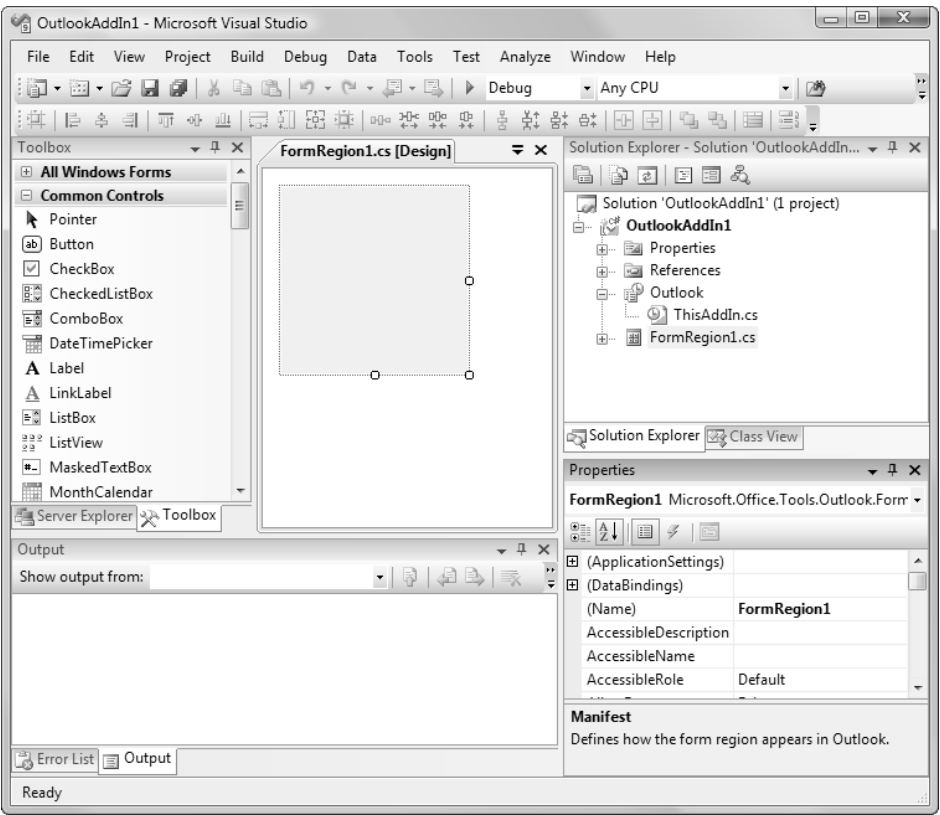 OutlookAddIn1 - Microsoft Visual Studio
File Edit View Project Build Debug Data Tools Test Analyze Window Help
Debug Any CPU
Toolbox
All Windows Forms
Common Controls
Pointer
ab Button
CheckBox
CheckedListBox
ComboBox
DateTimePicker
A Label
A LinkLabel
ListBox
ListView
MaskedTextBox
MonthCalendar
Server Explorer Toolbox
FormRegion1.cs [Design]
Solution Explorer - Solution 'OutlookAddIn...
Solution 'OutlookAddIn1' (1 project)
OutlookAddIn1
Properties
References
Outlook
ThisAddIn.cs
FormRegion1.cs
Solution Explorer Class View
Properties
FormRegion1 Microsoft.Office.Tools.Outlook.Form
(ApplicationSettings)
(DataBindings)
(Name) FormRegion1
AccessibleDescription
AccessibleName
AccessibleRole Default
Manifest
Defines how the form region appears in Outlook.
Output
Show output from:
Error List Output
Ready